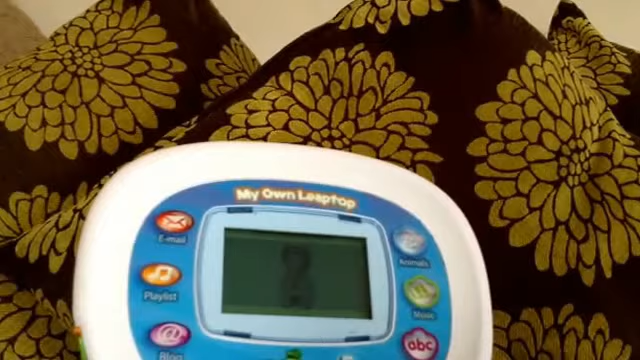 My Own Leaptop
E-mail
Animals
Playlist
Music
Blog
abc